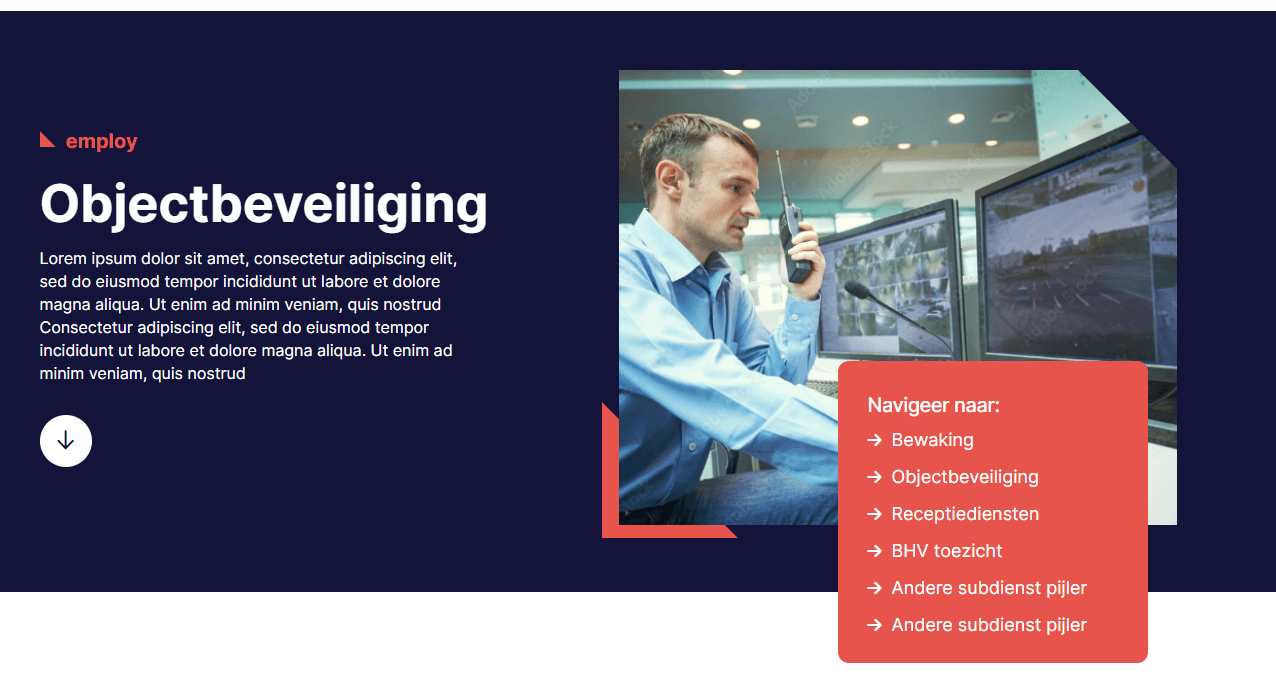 employ
Objectbeveiliging
Lorem ipsum dolor sit amet, consectetur adipiscing elit,
sed do eiusmod tempor incididunt ut labore et dolore
magna aliqua. Ut enim ad minim veniam, quis nostrud
Consectetur adipiscing elit, sed do eiusmod tempor
incididunt ut labore et dolore magna aliqua. Ut enim ad
minim veniam, quis nostrud
Adobe Stock
Navigeer naar:
Bewaking
Objectbeveiliging
Receptiediensten
BHV toezicht
Andere subdienst pijler
Andere subdienst pijler